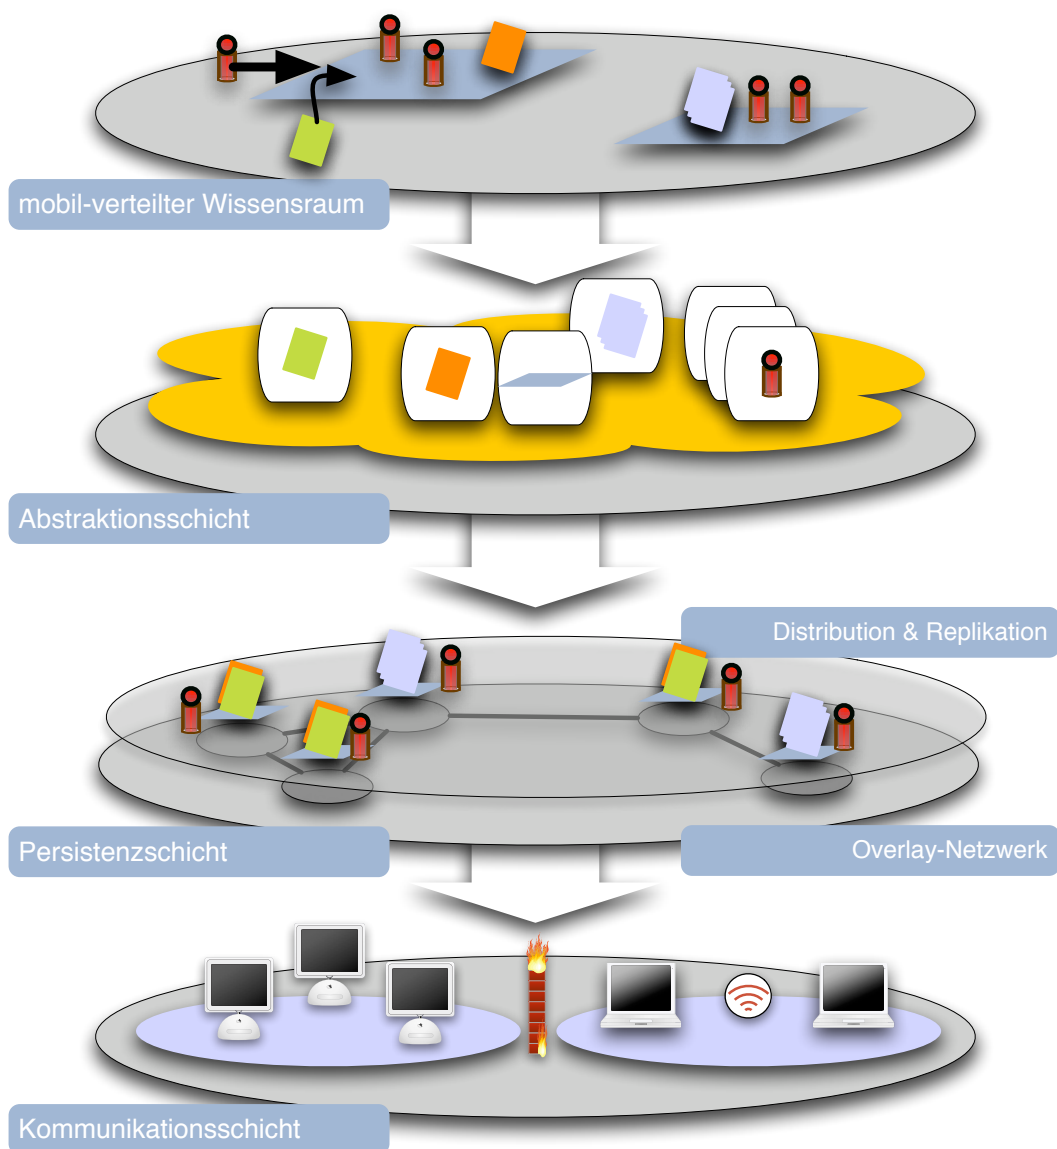 mobil-verteilter Wissensraum
Abstraktionsschicht
Distribution & Replikation
Persistenzschicht
Overlay-Netzwerk
Kommunikationsschicht